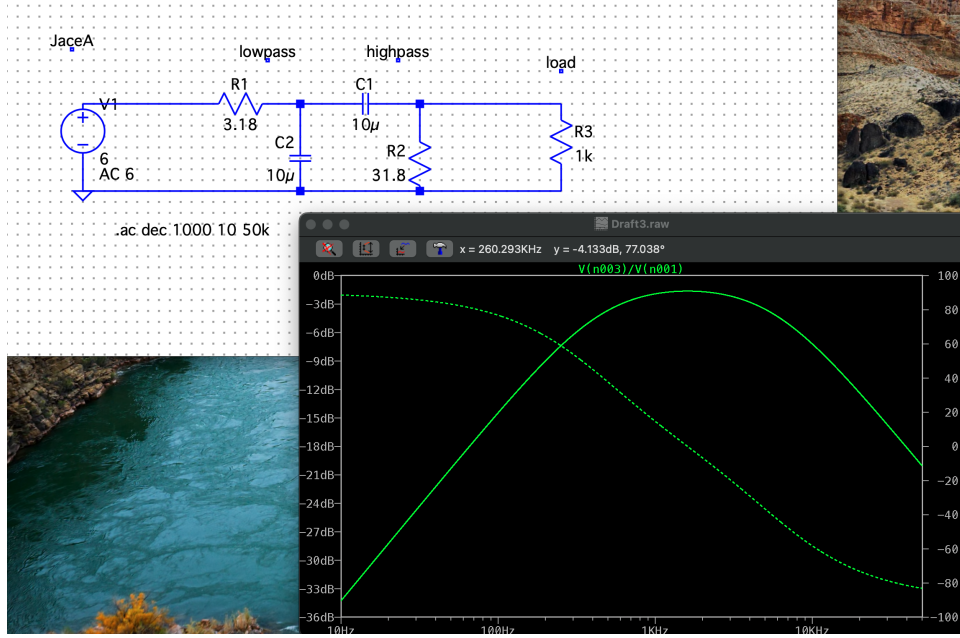 JaceA
lowpass
highpass
load
R1
C1
V1
3.18
10µ
R3
C2
R2
1k
6
AC 6
10µ
31.8
.ac dec 1000 10 50k
Draft3.raw
x = 260.293KHz y = -4.133dB, 77.038°
V(n003)/V(n001)
0dB
100
-3dB
80
-6dB
60
-9dB
40
-12dB
-15dB
20
-18dB
0
-21dB
-20
-24dB
-40
-27dB
-60
-30dB
-80
-33dB
-36dB
-100
10Hz
100Hz
1KHz
10KHz